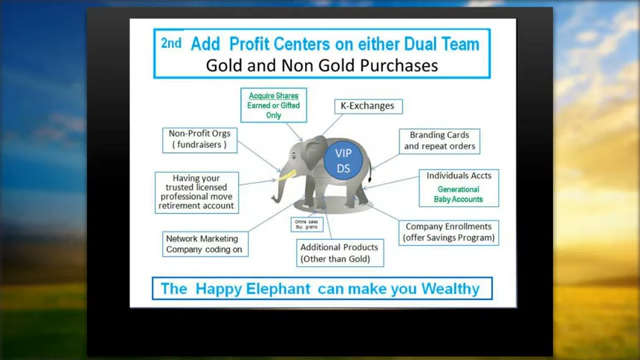 2nd Add Profit Centers on either Dual Team
Gold and Non Gold Purchases
Acquire Shares
Earned or Gifted
Only
K-Exchanges
Non-Profit Orgs
( fundraisers )
Branding Cards
and repeat orders
VIP
DS
Individuals Accts
Generational
Baby Accounts
Having your
trusted licensed
professional move
retirement account
Online sales
Buy grams
Company Enrollments
(offer Savings Program)
Network Marketing
Company coding on
Additional Products
(Other than Gold)
The Happy Elephant can make you Wealthy